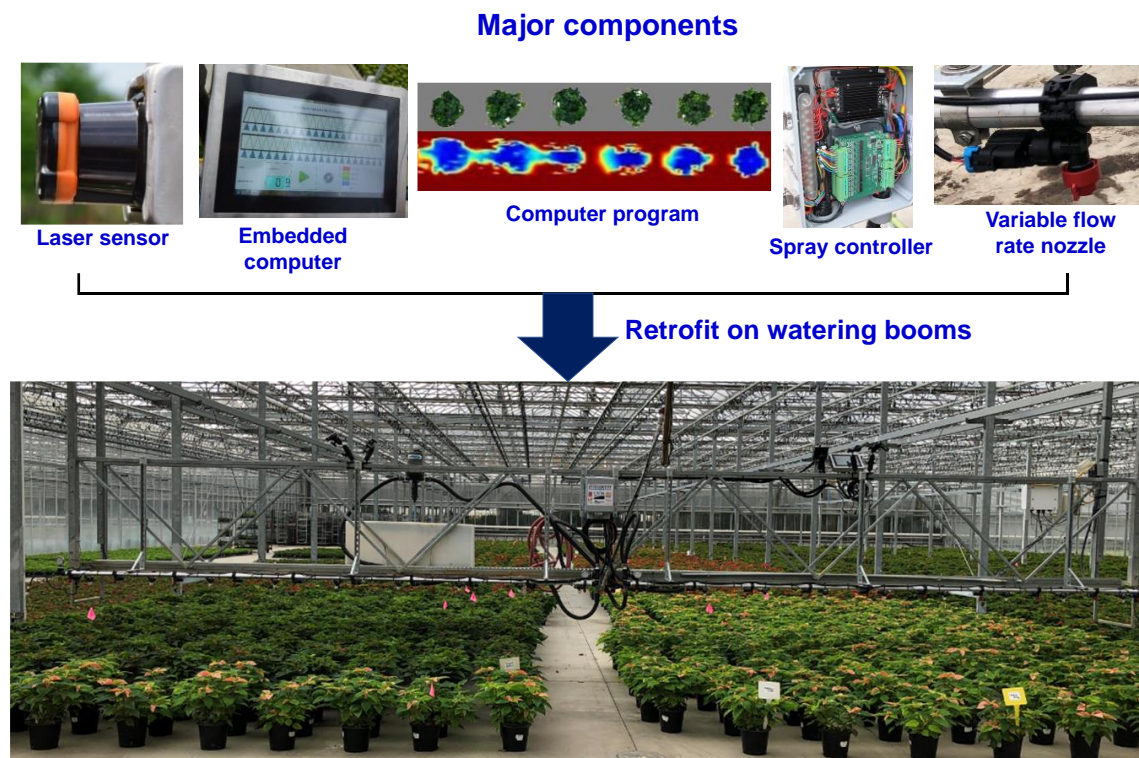 Major components
Laser sensor
Embedded
computer
Computer program
Spray controller
Variable flow
rate nozzle
Retrofit on watering booms